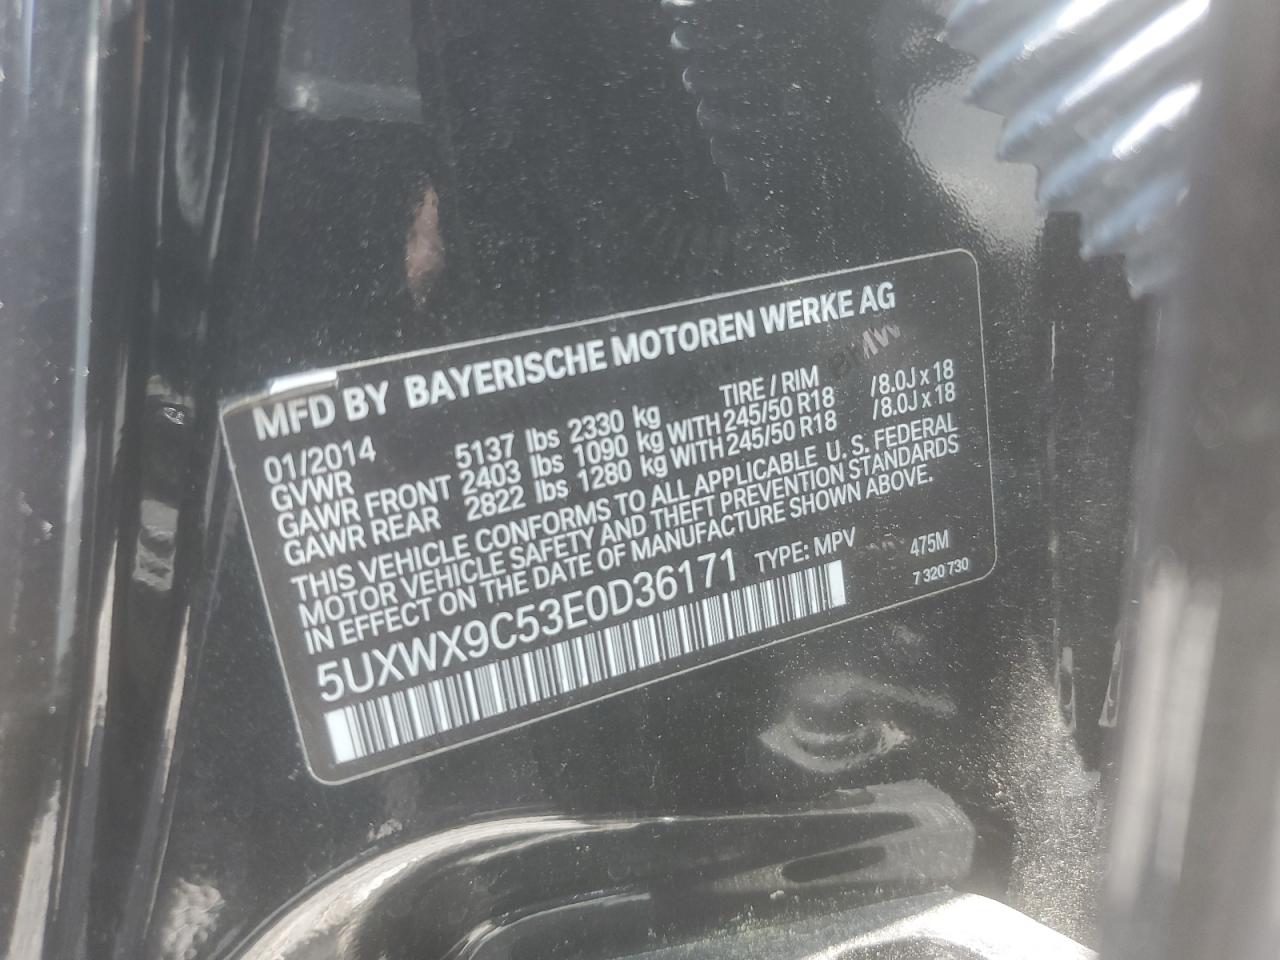 MFD BY BAYERISCHE MOTOREN WERKE AG
01/2014 TIRE / RIM
GVWR 5137 lbs 2330 kg
GAWR FRONT 2403 lbs 1090 kg WITH 245/50 R18 /8.0J x 18
GAWR REAR 2822 lbs 1280 kg WITH 245/50 R18 /8.0J x 18
THIS VEHICLE CONFORMS TO ALL APPLICABLE U. S. FEDERAL
MOTOR VEHICLE SAFETY AND THEFT PREVENTION STANDARDS
IN EFFECT ON THE DATE OF MANUFACTURE SHOWN ABOVE.
5UXWX9C53E0D36171 TYPE: MPV 475M
7 320 730